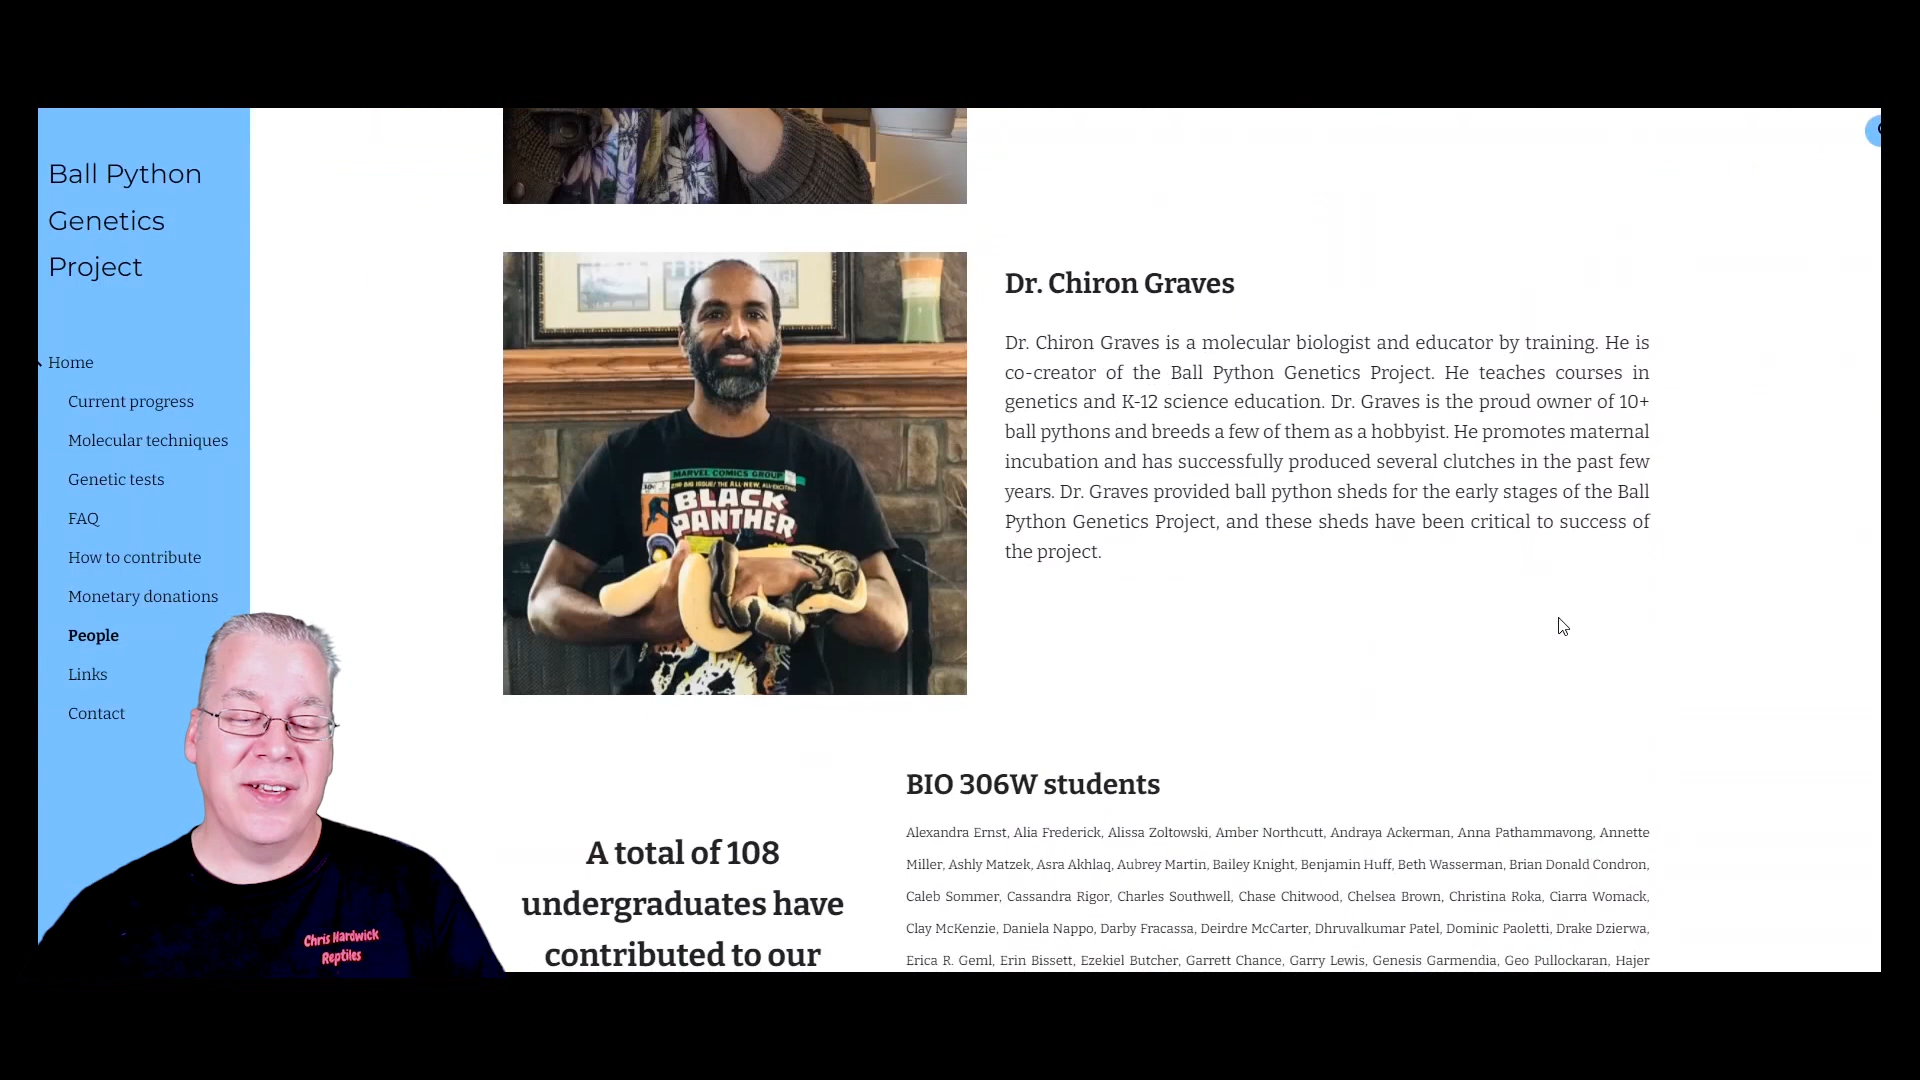 Ball Python
Genetics
Project
Home
Current progress
Molecular techniques
Genetic tests
FAQ
How to contribute
Monetary donations
People
Links
Contact
MARVEL COMICS GROUP
BLACK
PANTHER
Dr. Chiron Graves
Dr. Chiron Graves is a molecular biologist and educator by training. He is
co-creator of the Ball Python Genetics Project. He teaches courses in
genetics and K-12 science education. Dr. Graves is the proud owner of 10+
ball pythons and breeds a few of them as a hobbyist. He promotes maternal
incubation and has successfully produced several clutches in the past few
years. Dr. Graves provided ball python sheds for the early stages of the Ball
Python Genetics Project, and these sheds have been critical to success of
the project.
A total of 108
undergraduates have
contributed to our
BIO 306W students
Alexandra Ernst, Alia Frederick, Alissa Zoltowski, Amber Northcutt, Andraya Ackerman, Anna Pathammavong, Annette
Miller, Ashly Matzek, Asra Akhlaq, Aubrey Martin, Bailey Knight, Benjamin Huff, Beth Wasserman, Brian Donald Condron,
Caleb Sommer, Cassandra Rigor, Charles Southwell, Chase Chitwood, Chelsea Brown, Christina Roka, Ciarra Womack,
Clay McKenzie, Daniela Nappo, Darby Fracassa, Deirdre McCarter, Dhruvalkumar Patel, Dominic Paoletti, Drake Dzierwa,
Erica R. Geml, Erin Bissett, Ezekiel Butcher, Garrett Chance, Garry Lewis, Genesis Garmendia, Geo Pullockaran, Hajer
Chris Hardwick
Reptiles